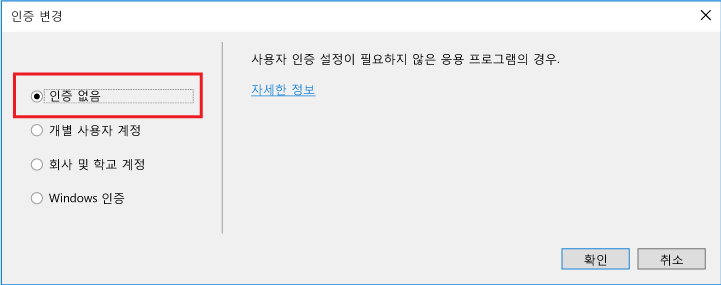 인증 변경
인증 없음
개별 사용자 계정
회사 및 학교 계정
Windows 인증
사용자 인증 설정이 필요하지 않은 응용 프로그램의 경우.
자세한 정보
확인
취소